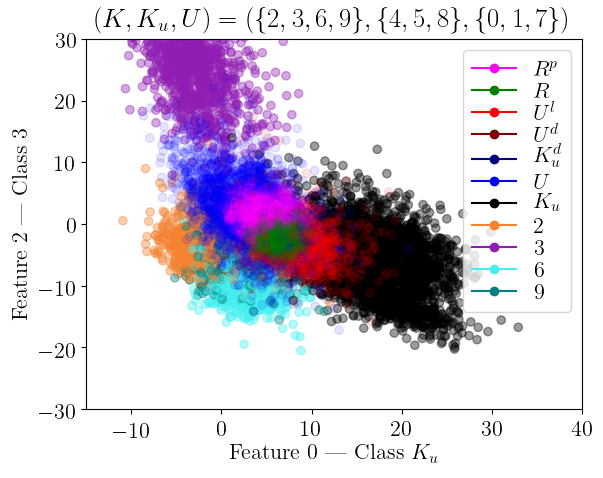 (K, K_u, U) = ({2, 3, 6, 9}, {4, 5, 8}, {0, 1, 7})
30
20
10
0
−10
−20
−30
Feature 2 — Class 3
R^p
R
U^l
U^d
K_u^d
U
K_u
2
3
6
9
−10
0
10
20
30
40
Feature 0 — Class K_u